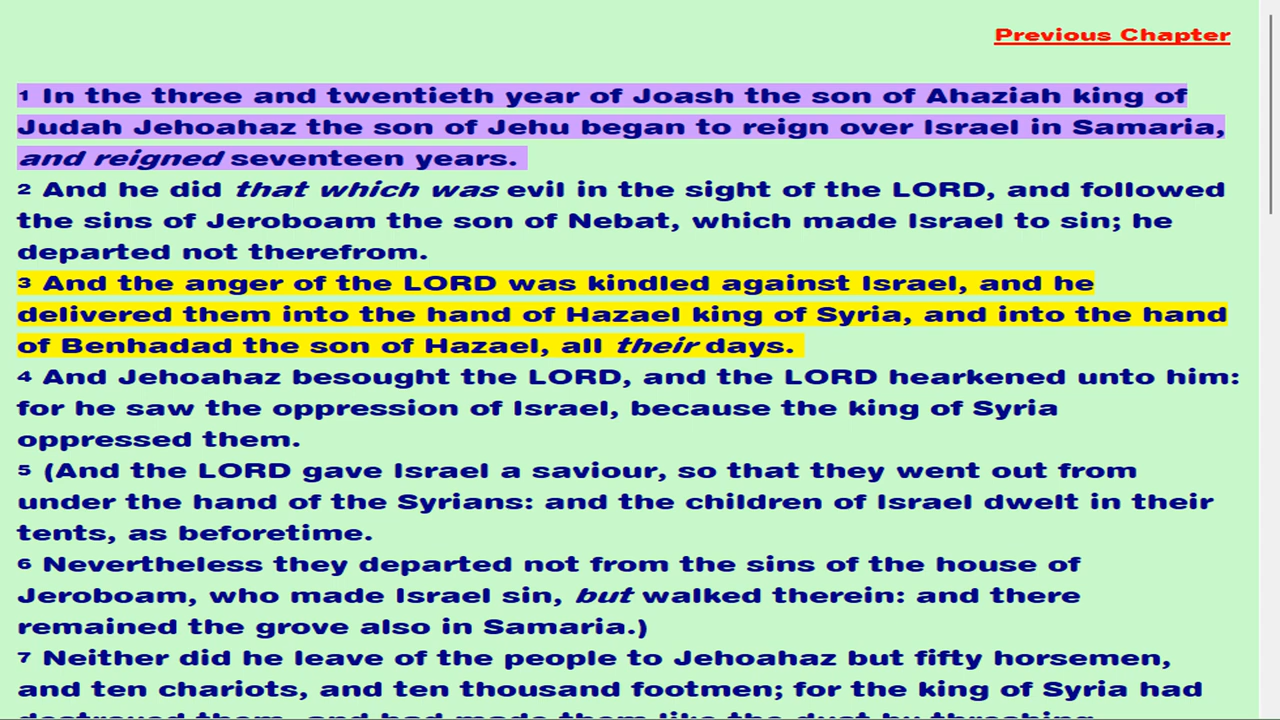 Previous Chapter
1 In the three and twentieth year of Joash the son of Ahaziah king of
Judah Jehoahaz the son of Jehu began to reign over Israel in Samaria,
and reigned seventeen years.
2 And he did that which was evil in the sight of the LORD, and followed
the sins of Jeroboam the son of Nebat, which made Israel to sin; he
departed not therefrom.
3 And the anger of the LORD was kindled against Israel, and he
delivered them into the hand of Hazael king of Syria, and into the hand
of Benhadad the son of Hazael, all their days.
4 And Jehoahaz besought the LORD, and the LORD hearkened unto him:
for he saw the oppression of Israel, because the king of Syria
oppressed them.
5 (And the LORD gave Israel a saviour, so that they went out from
under the hand of the Syrians: and the children of Israel dwelt in their
tents, as beforetime.
6 Nevertheless they departed not from the sins of the house of
Jeroboam, who made Israel sin, but walked therein: and there
remained the grove also in Samaria.)
7 Neither did he leave of the people to Jehoahaz but fifty horsemen,
and ten chariots, and ten thousand footmen; for the king of Syria had
destroyed them, and had made them like the dust by threshing.